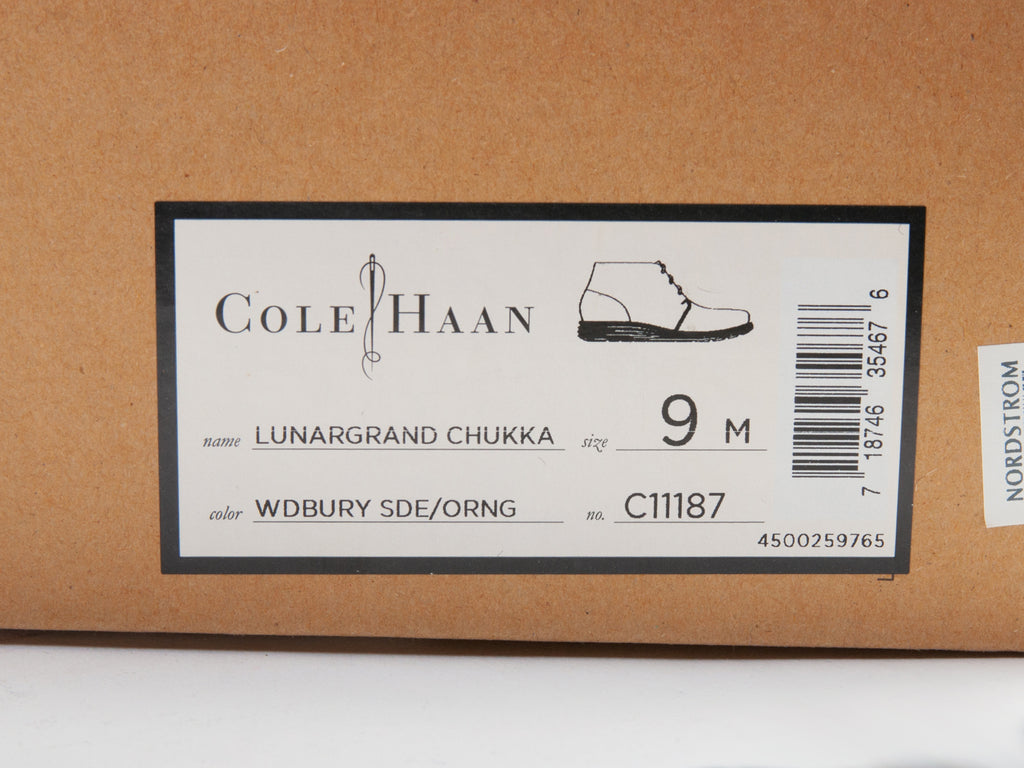 COLE HAAN
name LUNARGRAND CHUKKA
size 9 M
color WDBURY SDE/ORNG
no. C11187
7 18746 35467 6
4500259765
NORDSTROM